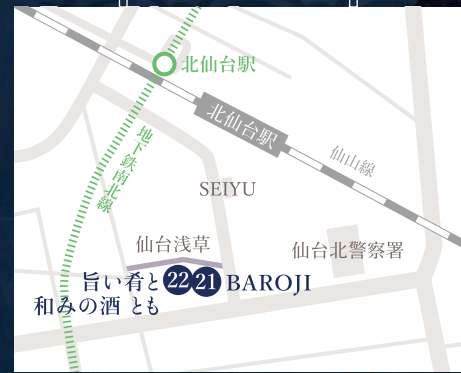 北仙台駅
北仙台駅
仙山線
地下鉄南北線
SEIYU
仙台浅草
仙台北警察署
旨い肴と 22 21 BAROJI
和みの酒 とも